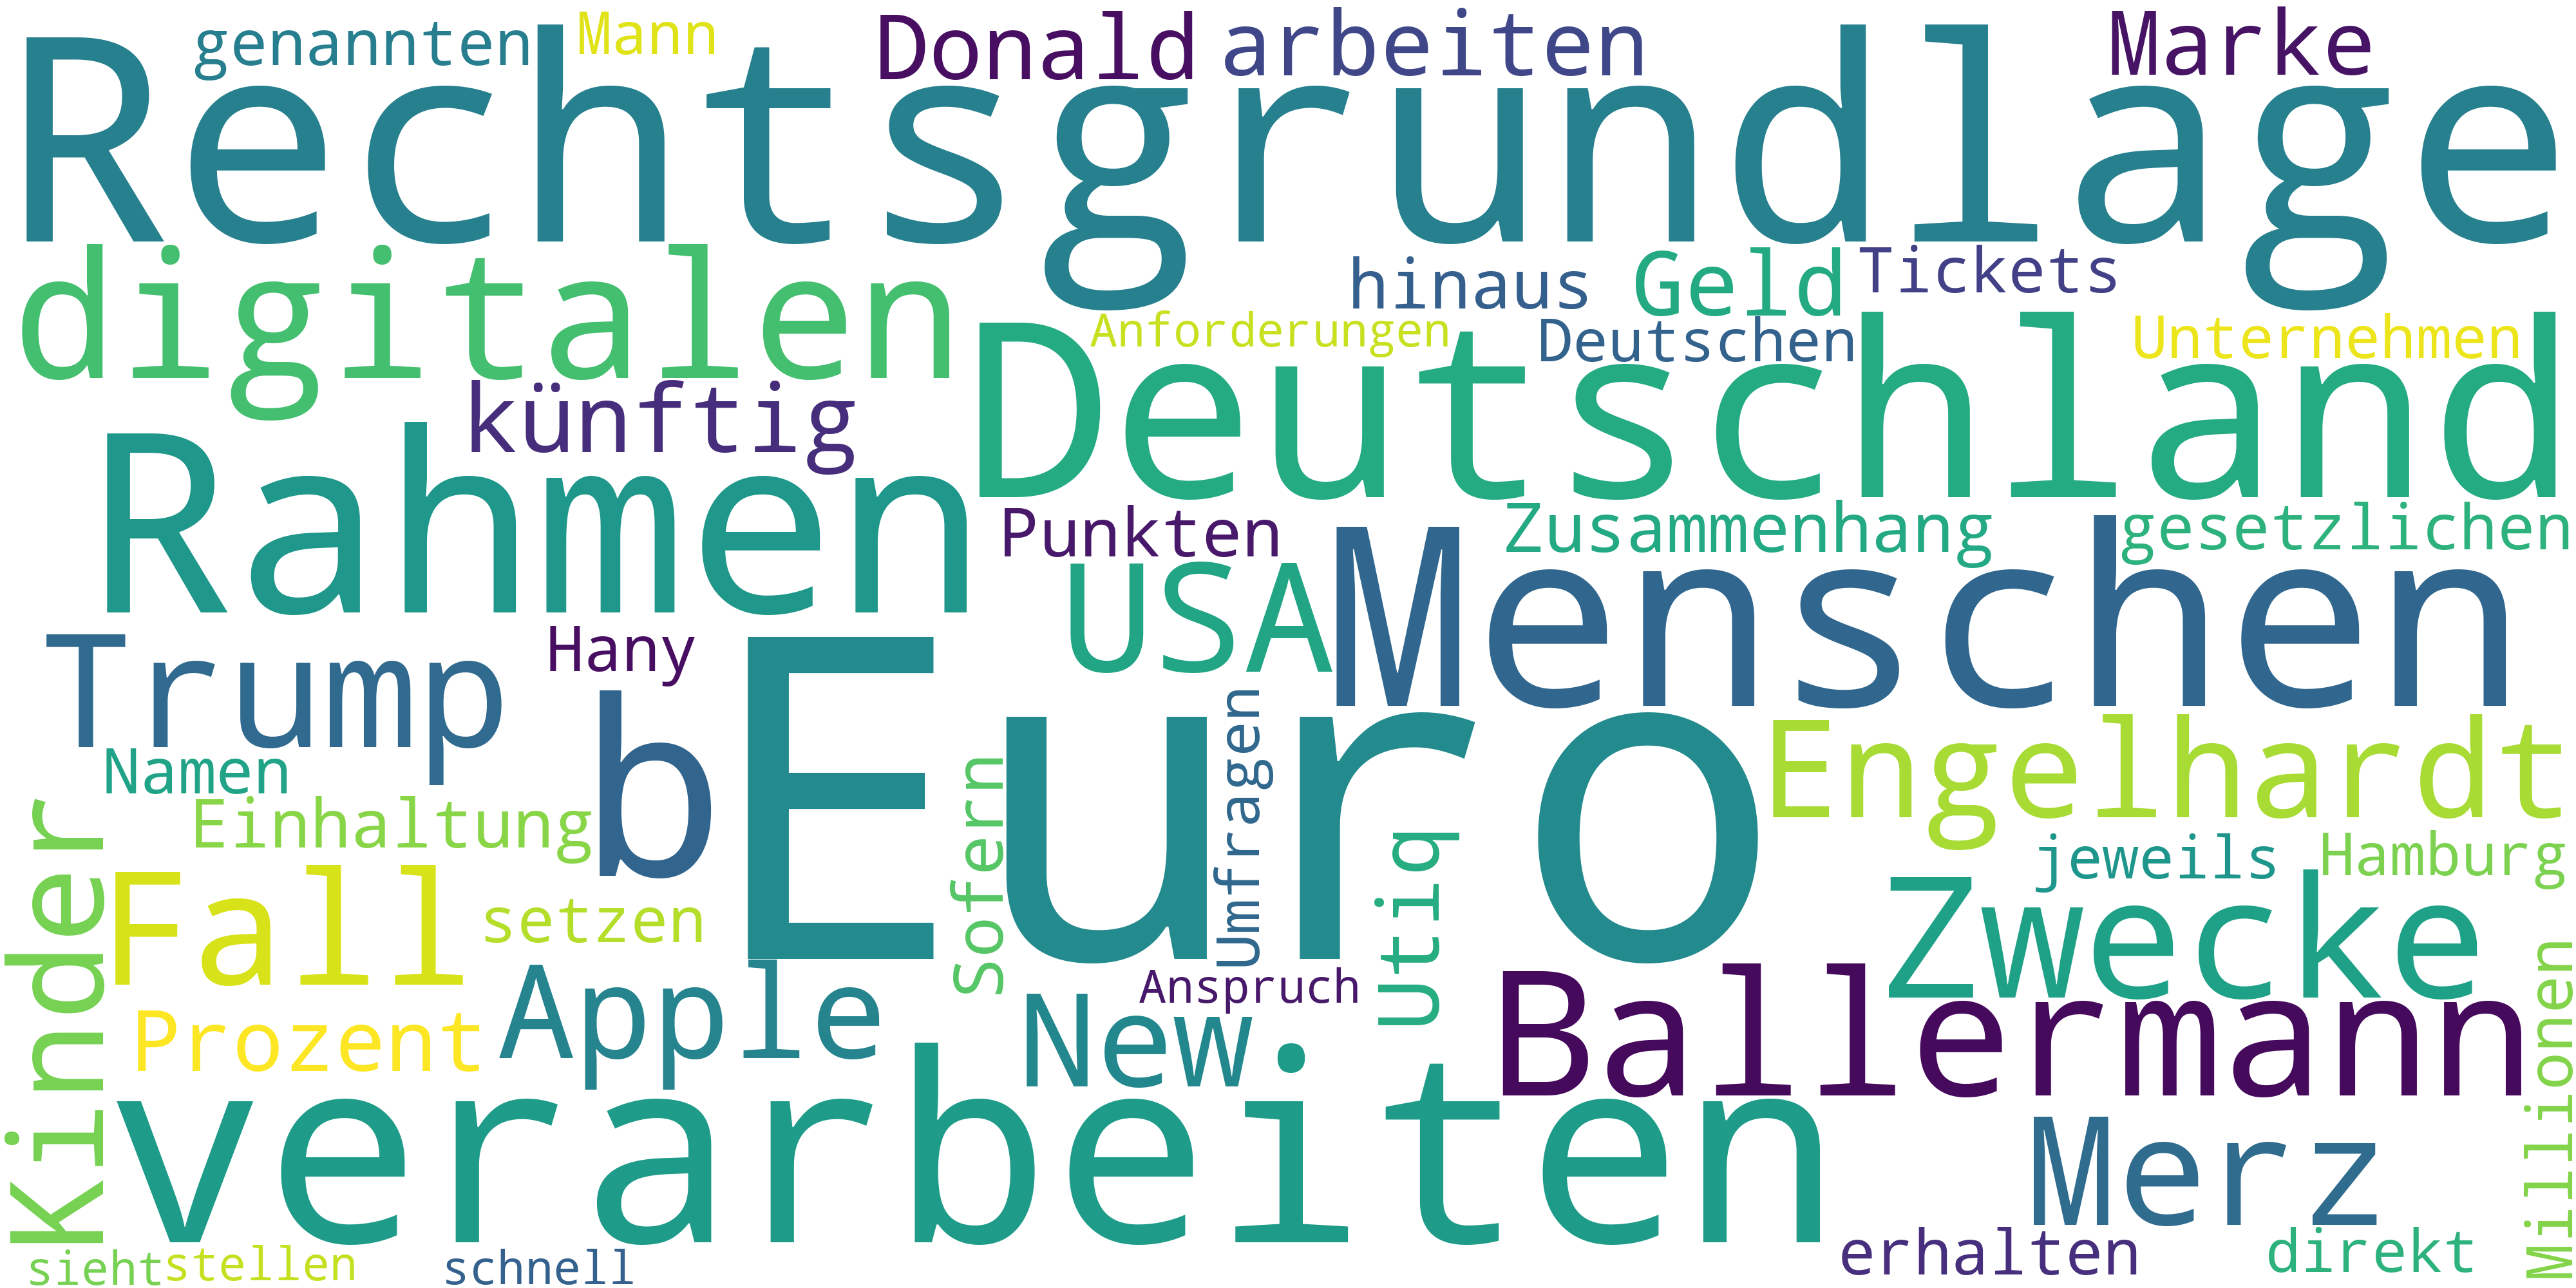 genannten Mann Donald arbeiten Marke
Rechtsgrundlage
digitalen hinaus Geld Tickets
Anforderungen Deutschen Unternehmen
künftig Deutschland
Rahmen Punkten Zusammenhang gesetzlichen
USA Menschen
Trump Hany
b Euro Engelhardt
Namen Umfragen
Einhaltung Sofern Utiq jeweils Hamburg
Kinder Fall setzen Zwecke
Prozent Apple New Anspruch Ballermann
verarbeiten Merz Millionen
sieht stellen schnell erhalten direkt